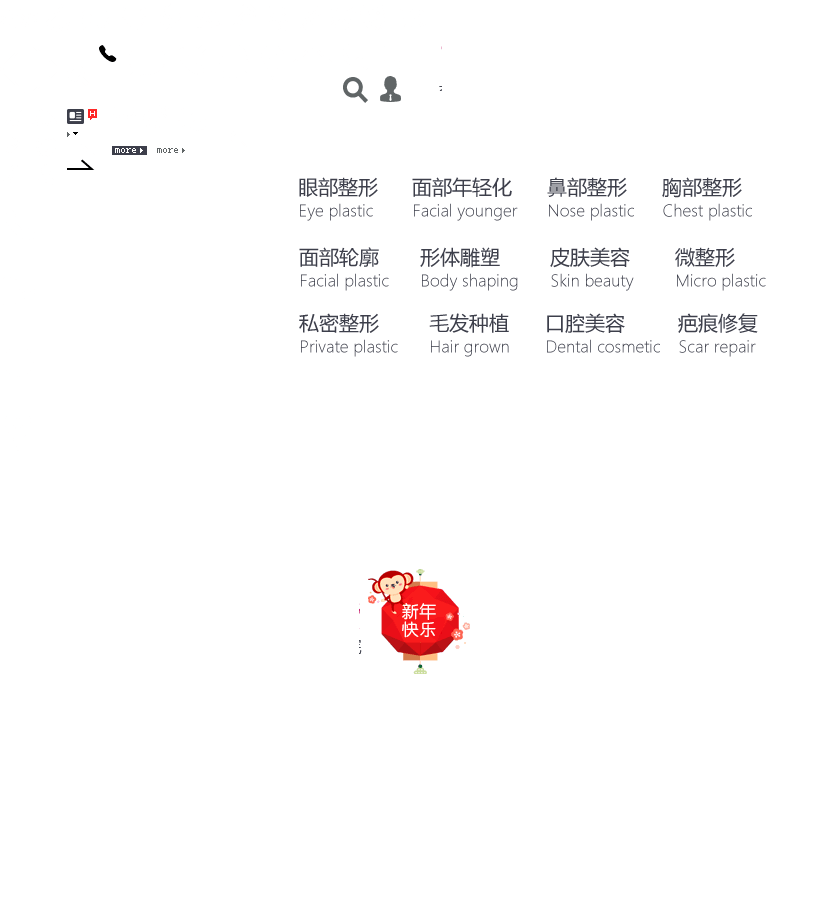 more more
眼部整形 面部年轻化 鼻部整形 胸部整形
Eye plastic Facial younger Nose plastic Chest plastic
面部轮廓 形体雕塑 皮肤美容 微整形
Facial plastic Body shaping Skin beauty Micro plastic
私密整形 毛发种植 口腔美容 疤痕修复
Private plastic Hair grown Dental cosmetic Scar repair
新年
快乐